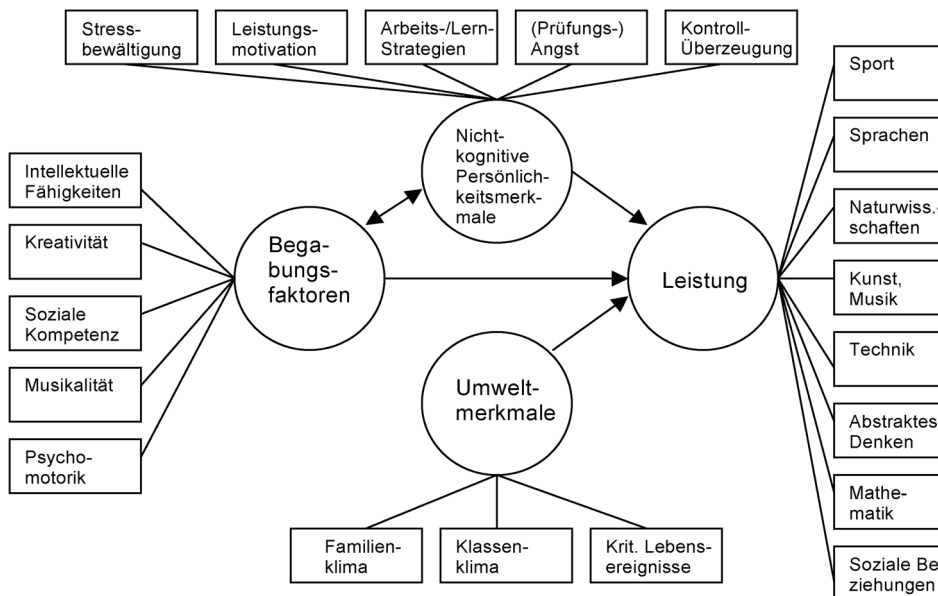 Stress-
bewältigung
Leistungs-
motivation
Arbeits-/Lern-
Strategien
(Prüfungs-)
Angst
Kontroll-
Überzeugung
Nicht-
kognitive
Persönlich-
keitsmerk-
male
Intellektuelle
Fähigkeiten
Kreativität
Soziale
Kompetenz
Musikalität
Psycho-
motorik
Bega-
bungs-
faktoren
Leistung
Umwelt-
merkmale
Familien-
klima
Klassen-
klima
Krit. Lebens-
ereignisse
Sport
Sprachen
Naturwiss.-
schaften
Kunst,
Musik
Technik
Abstraktes
Denken
Mathe-
matik
Soziale Be
ziehungen